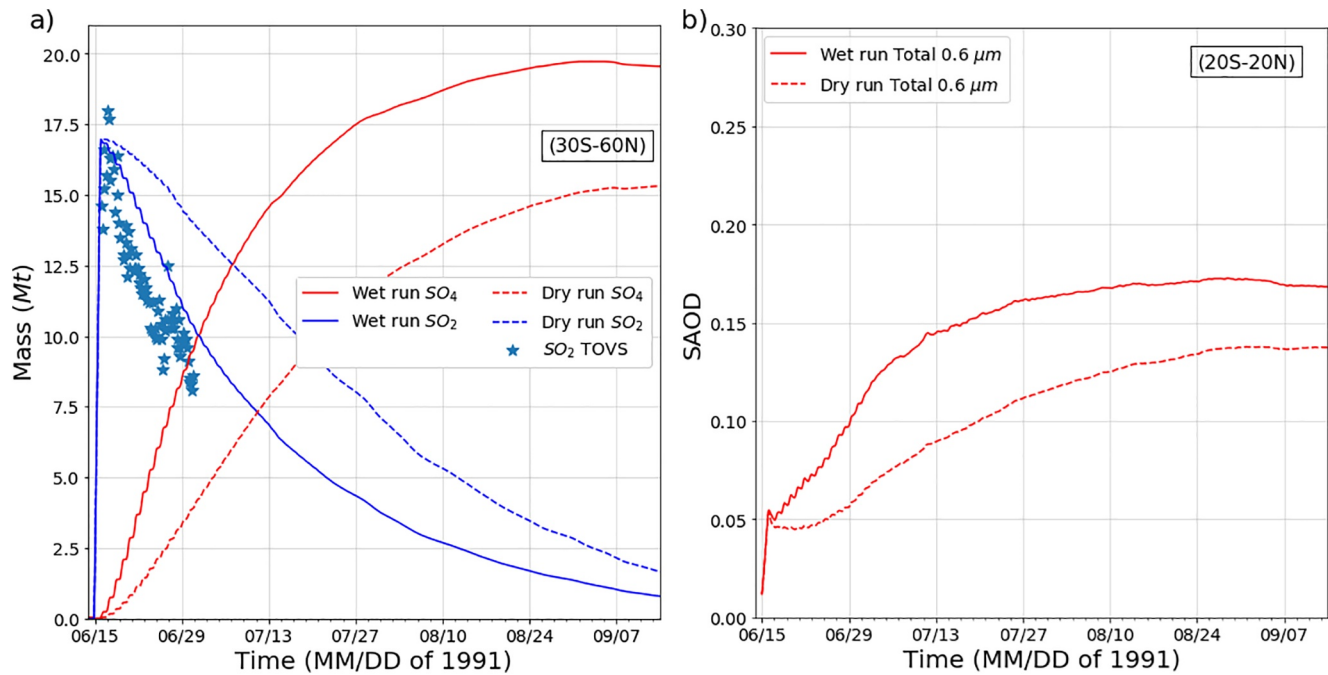 a)
Mass (Mt)
20.0
17.5
15.0
12.5
10.0
7.5
5.0
2.5
0.0
(30S-60N)
Wet run SO4
Wet run SO2
Dry run SO4
Dry run SO2
SO2 TOVS
06/15 06/29 07/13 07/27 08/10 08/24 09/07
Time (MM/DD of 1991)
b)
SAOD
0.30
0.25
0.20
0.15
0.10
0.05
0.00
Wet run Total 0.6 μm
Dry run Total 0.6 μm
(20S-20N)
06/15 06/29 07/13 07/27 08/10 08/24 09/07
Time (MM/DD of 1991)